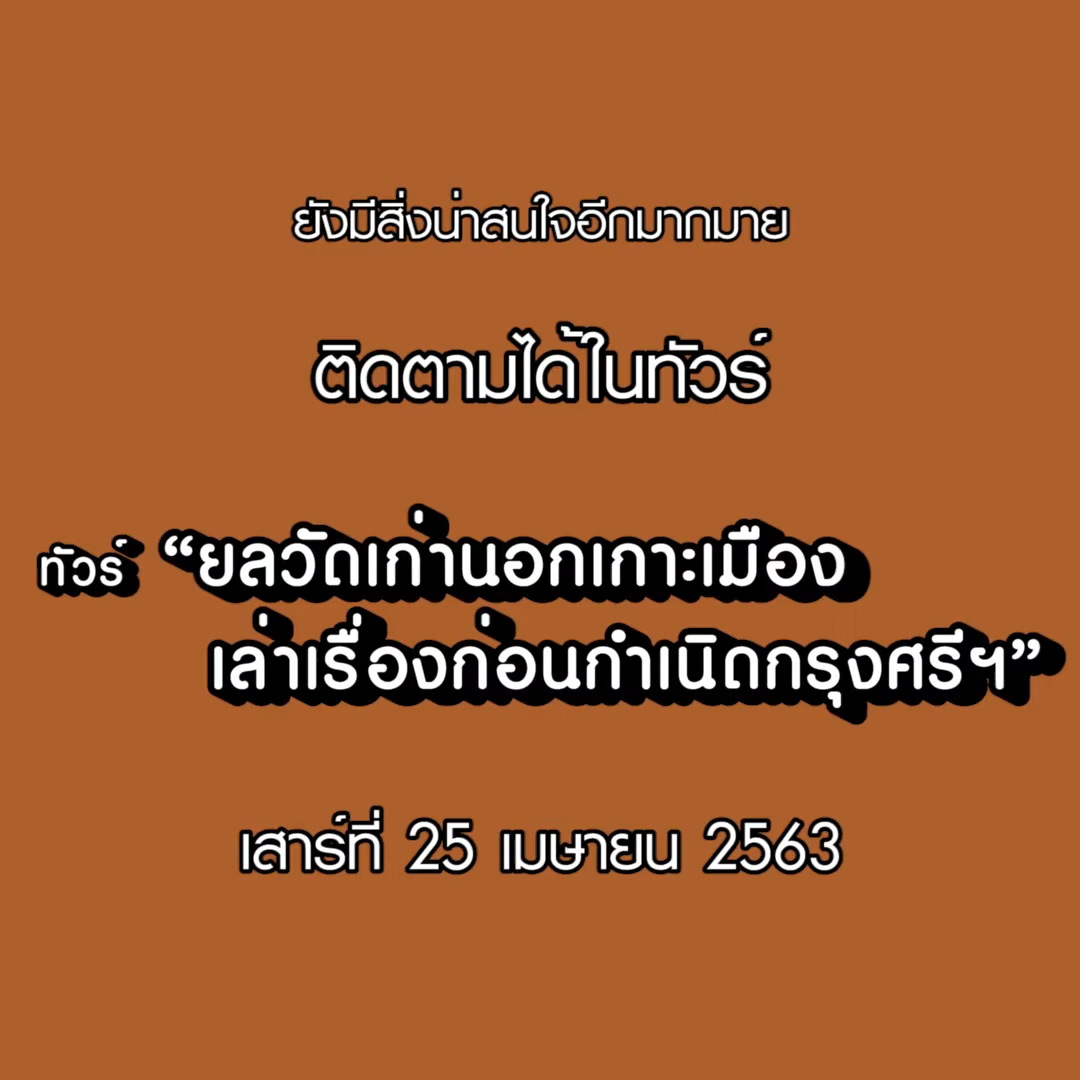 ยังมีสิ่งน่าสนใจอีกมากมาย
ติดตามได้ในทัวร์
ทัวร์ “ยลวัดเก่านอกเกาะเมือง
เล่าเรื่องก่อนกำเนิดกรุงศรีฯ”
เสาร์ที่ 25 เมษายน 2563